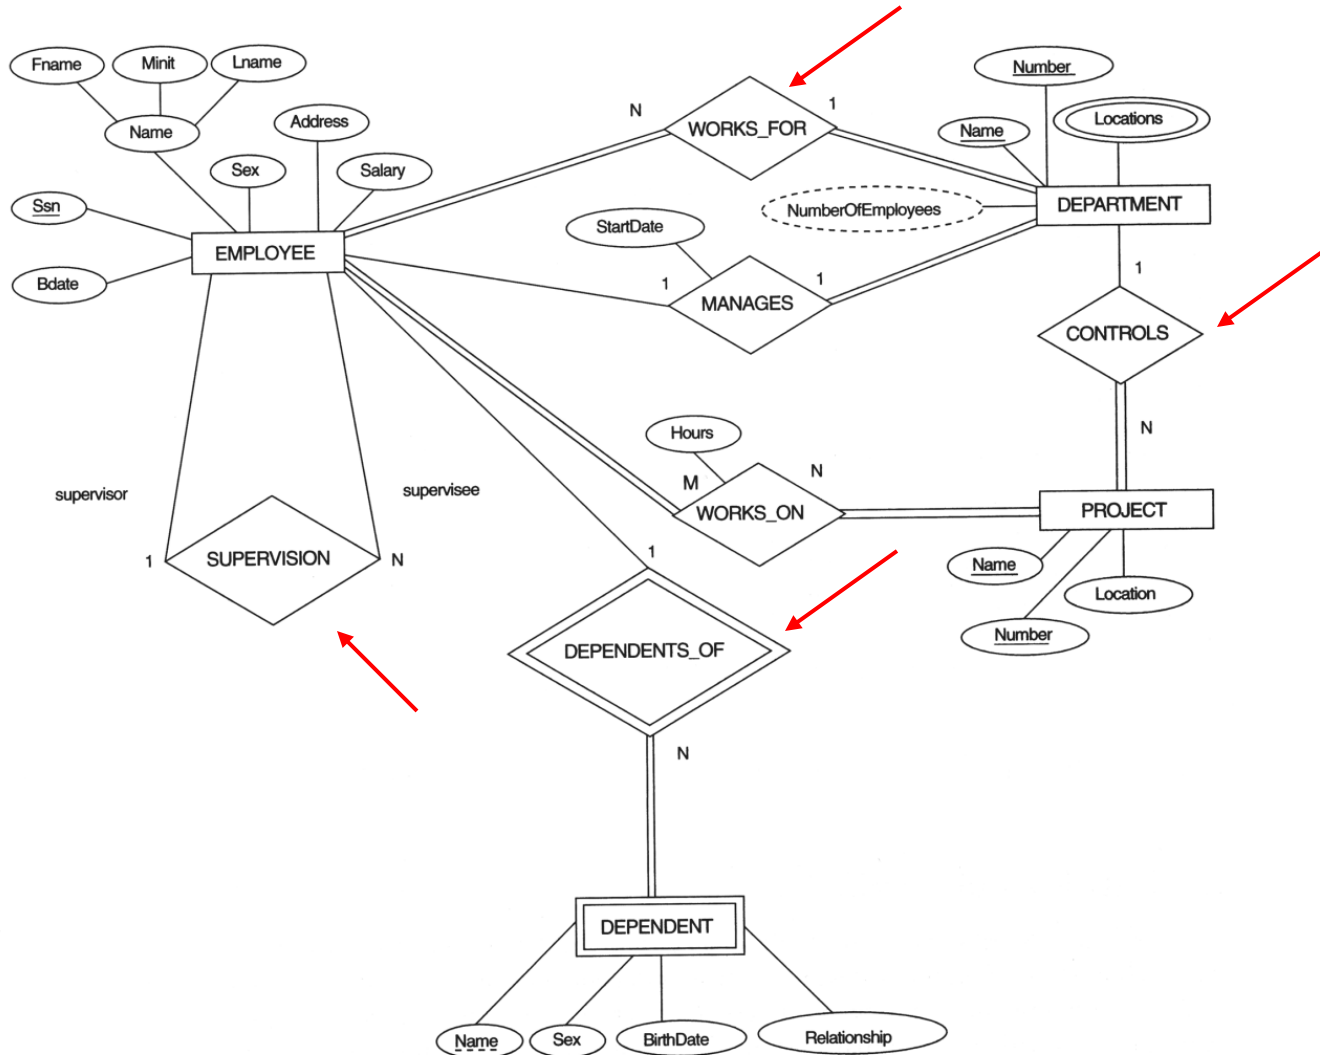 Fname
Minit
Lname
Name
Address
Sex
Salary
Ssn
Bdate
EMPLOYEE
N
WORKS_FOR
1
Number
Locations
Name
NumberOfEmployees
DEPARTMENT
StartDate
1
MANAGES
1
1
CONTROLS
N
Hours
M
N
WORKS_ON
PROJECT
Name
Location
Number
supervisor
supervisee
1
SUPERVISION
N
1
DEPENDENTS_OF
N
DEPENDENT
Name
Sex
BirthDate
Relationship